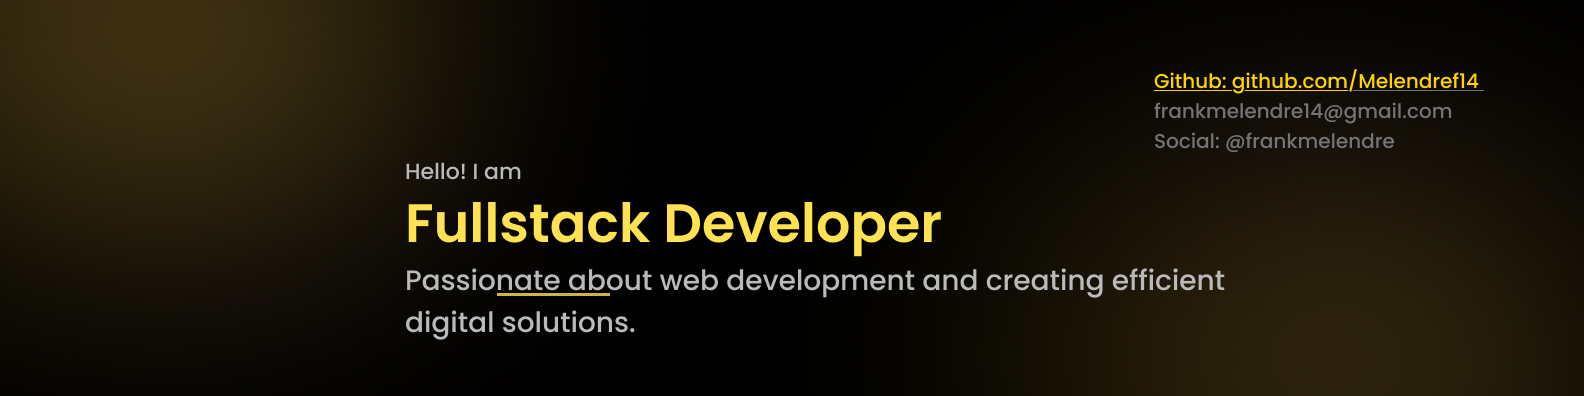 Github: github.com/Melendref14
frankmelendre14@gmail.com
Social: @frankmelendre
Hello! I am
Fullstack Developer
Passionate about web development and creating efficient
digital solutions.